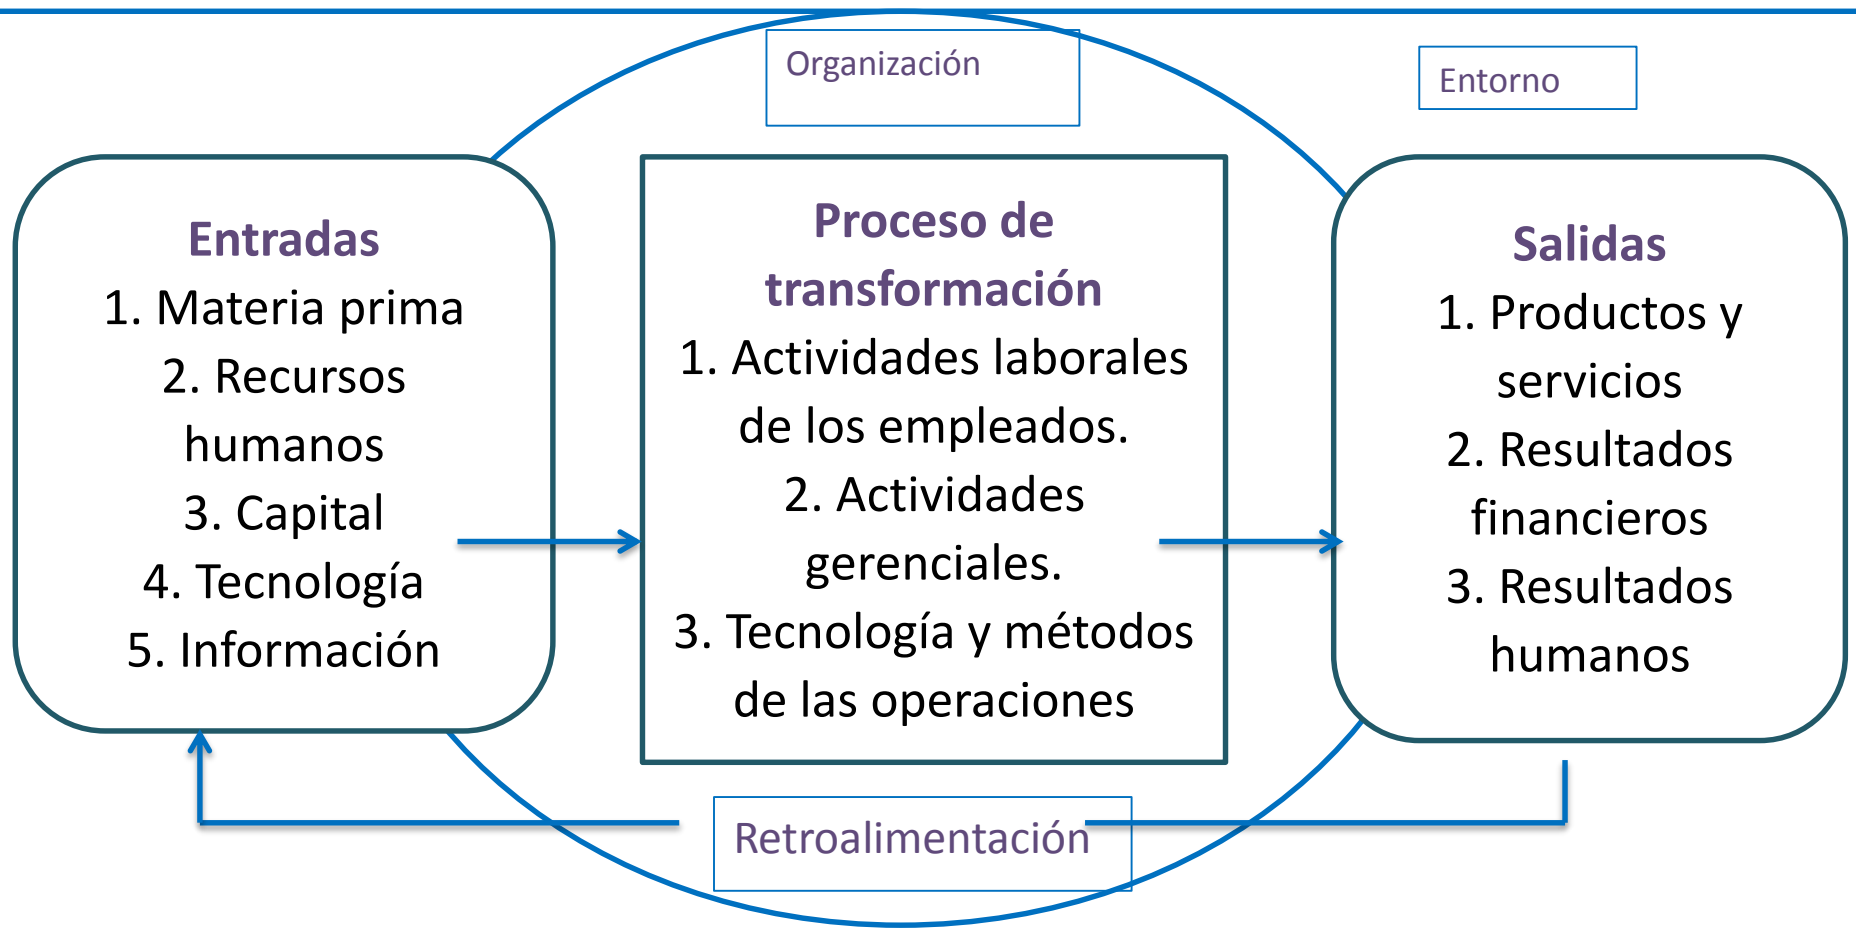 Organización
Entorno
Entradas
1. Materia prima
2. Recursos
humanos
3. Capital
4. Tecnología
5. Información
Proceso de
transformación
1. Actividades laborales
de los empleados.
2. Actividades
gerenciales.
3. Tecnología y métodos
de las operaciones
Salidas
1. Productos y
servicios
2. Resultados
financieros
3. Resultados
humanos
Retroalimentación